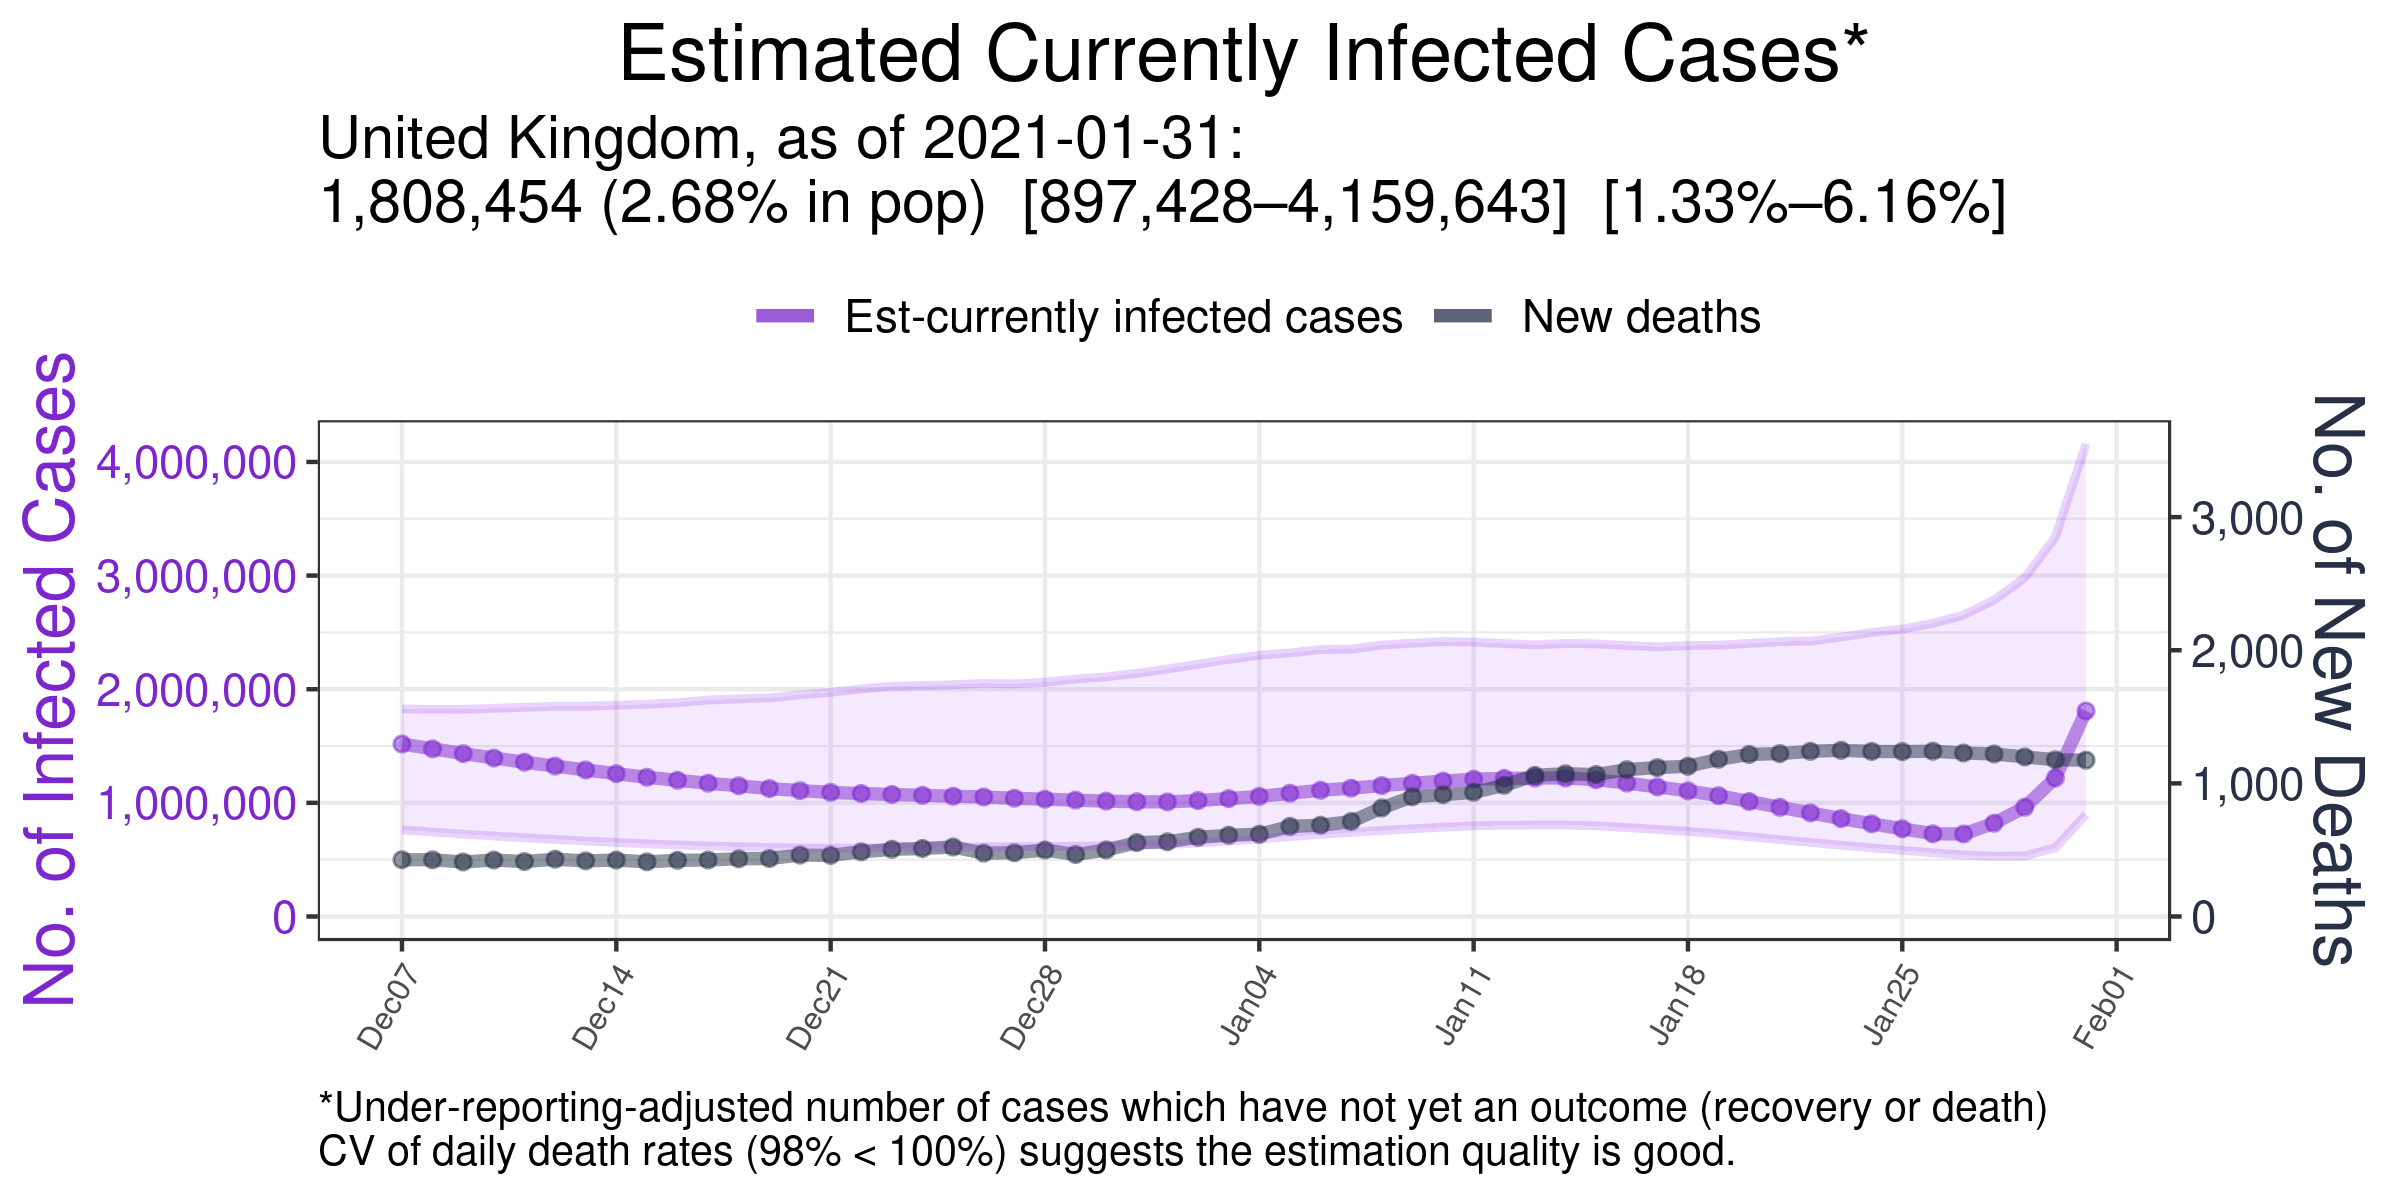 Estimated Currently Infected Cases*
United Kingdom, as of 2021-01-31:
1,808,454 (2.68% in pop) [897,428–4,159,643] [1.33%–6.16%]
Est-currently infected cases
New deaths
No. of Infected Cases
4,000,000
3,000,000
2,000,000
1,000,000
0
No. of New Deaths
3,000
2,000
1,000
0
Dec07
Dec14
Dec21
Dec28
Jan04
Jan11
Jan18
Jan25
Feb01
*Under-reporting-adjusted number of cases which have not yet an outcome (recovery or death)
CV of daily death rates (98% < 100%) suggests the estimation quality is good.